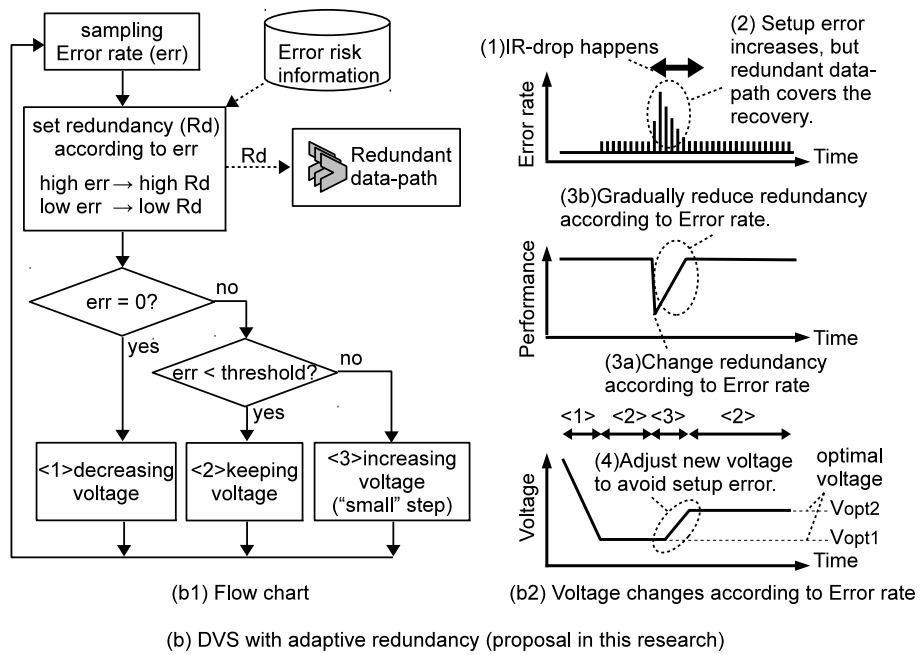 sampling
Error rate (err)
Error risk
information
set redundancy (Rd)
according to err
high err → high Rd
low err → low Rd
Rd
Redundant
data-path
err = 0?
no
yes
err < threshold?
no
yes
<1>decreasing
voltage
<2>keeping
voltage
<3>increasing
voltage
("small" step)
(b1) Flow chart
(1)IR-drop happens
(2) Setup error
increases, but
redundant data-
path covers the
recovery.
Error rate
Time
(3b)Gradually reduce redundancy
according to Error rate.
Performance
Time
(3a)Change redundancy
according to Error rate
<1> <2> <3> <2>
(4)Adjust new voltage
to avoid setup error.
optimal
voltage
Vopt2
Vopt1
Voltage
Time
(b2) Voltage changes according to Error rate
(b) DVS with adaptive redundancy (proposal in this research)